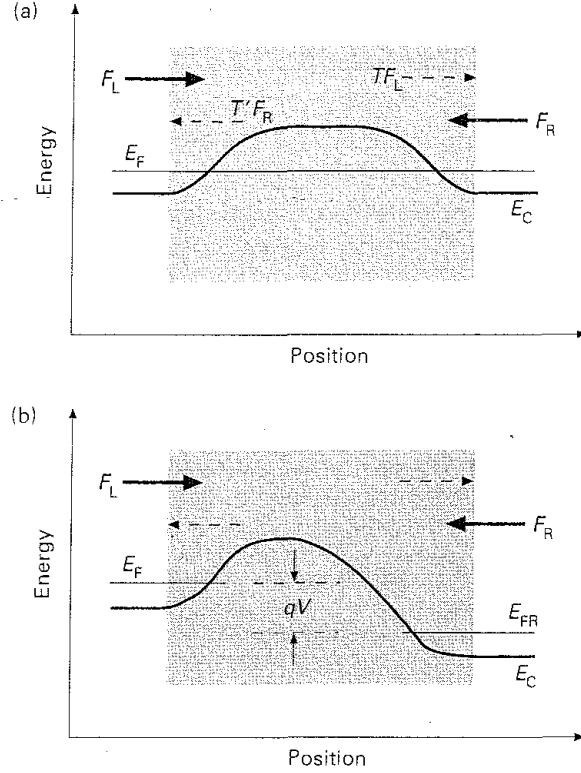 (a)
F_L
TF_L
T′F_R
F_R
E_F
E_C
Energy
Position
(b)
F_L
F_R
E_F
qV
E_FR
E_C
Energy
Position